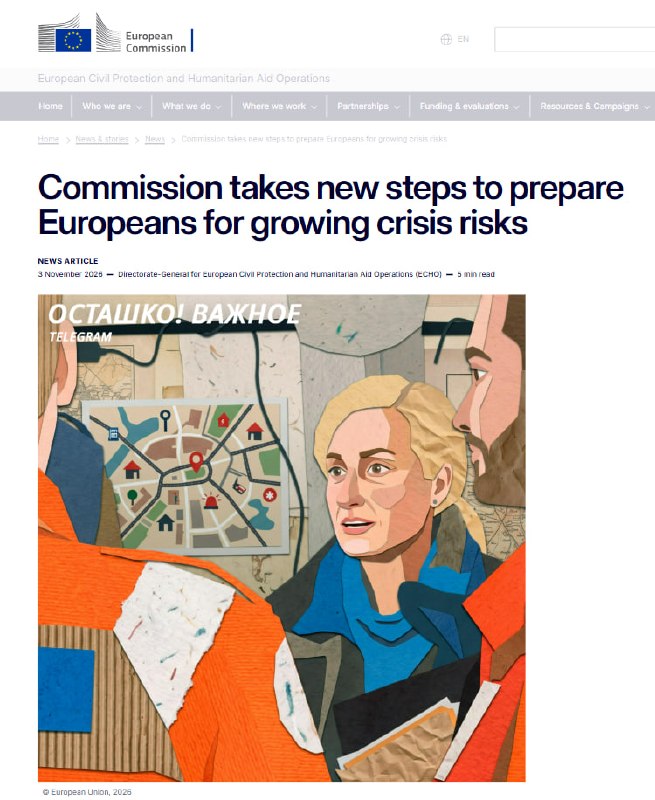 European
Commission
EN
European Civil Protection and Humanitarian Aid Operations
Home Who we are What we do Where we work Partnerships Funding & evaluations Resources & Campaigns
Home > News & stories > News > Commission takes new steps to prepare Europeans for growing crisis risks
Commission takes new steps to prepare
Europeans for growing crisis risks
NEWS ARTICLE
3 November 2026 — Directorate-General for European Civil Protection and Humanitarian Aid Operations (ECHO) — 5 min read
ОСТАШКО! ВАЖНОЕ
TELEGRAM
© European Union, 2026